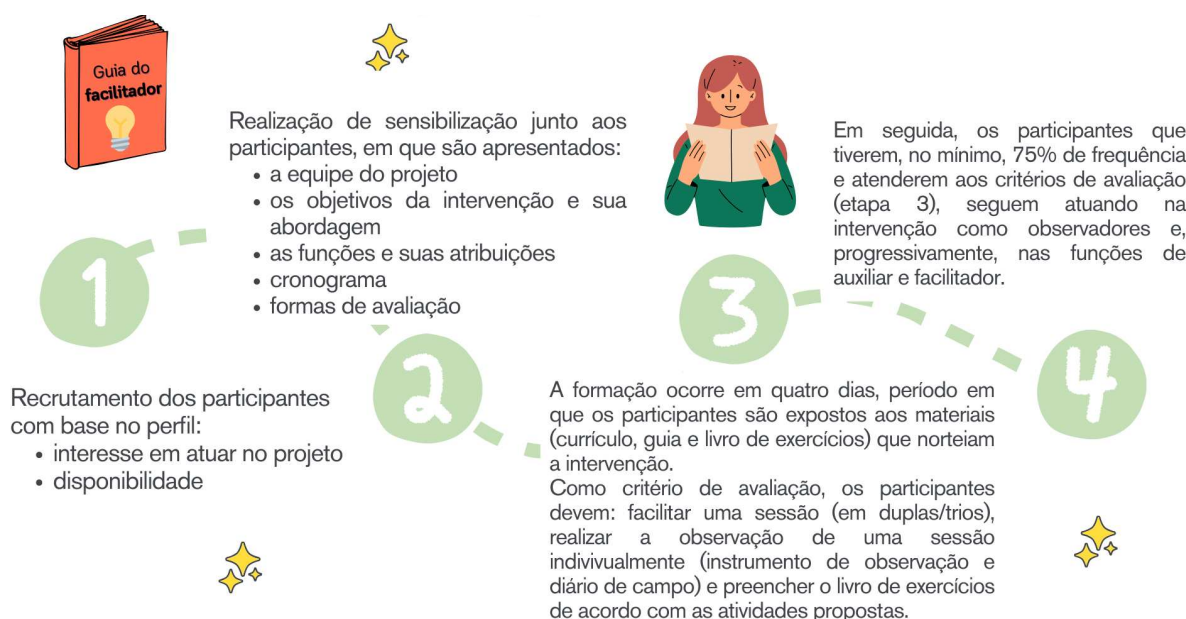 Guia do
facilitador
1
Recrutamento dos participantes
com base no perfil:
• interesse em atuar no projeto
• disponibilidade
Realização de sensibilização junto aos
participantes, em que são apresentados:
• a equipe do projeto
• os objetivos da intervenção e sua
abordagem
• as funções e suas atribuições
• cronograma
• formas de avaliação
2
3
A formação ocorre em quatro dias, período em
que os participantes são expostos aos materiais
(currículo, guia e livro de exercícios) que norteiam
a intervenção.
Como critério de avaliação, os participantes
devem: facilitar uma sessão (em duplas/trios),
realizar a observação de uma sessão
indivivualmente (instrumento de observação e
diário de campo) e preencher o livro de exercícios
de acordo com as atividades propostas.
Em seguida, os participantes que
tiverem, no mínimo, 75% de frequência
e atenderem aos critérios de avaliação
(etapa 3), seguem atuando na
intervenção como observadores e,
progressivamente, nas funções de
auxiliar e facilitador.
4